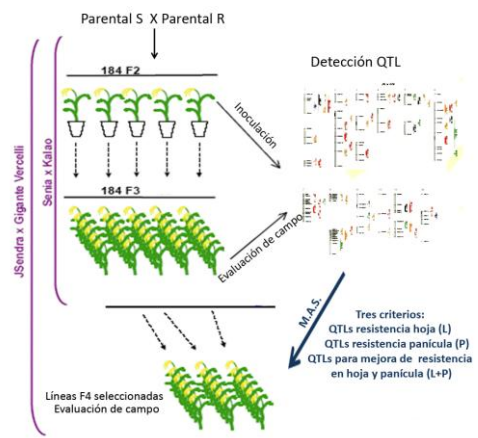 Parental S X Parental R
184 F2
Detección QTL
Inoculación
184 F3
Evaluación de campo
JSendra x Gigante Vercelli
Senia x Kalao
M.A.S.
Tres criterios:
QTLs resistencia hoja (L)
QTLs resistencia panícula (P)
QTLs para mejora de resistencia
en hoja y panícula (L+P)
Líneas F4 seleccionadas
Evaluación de campo